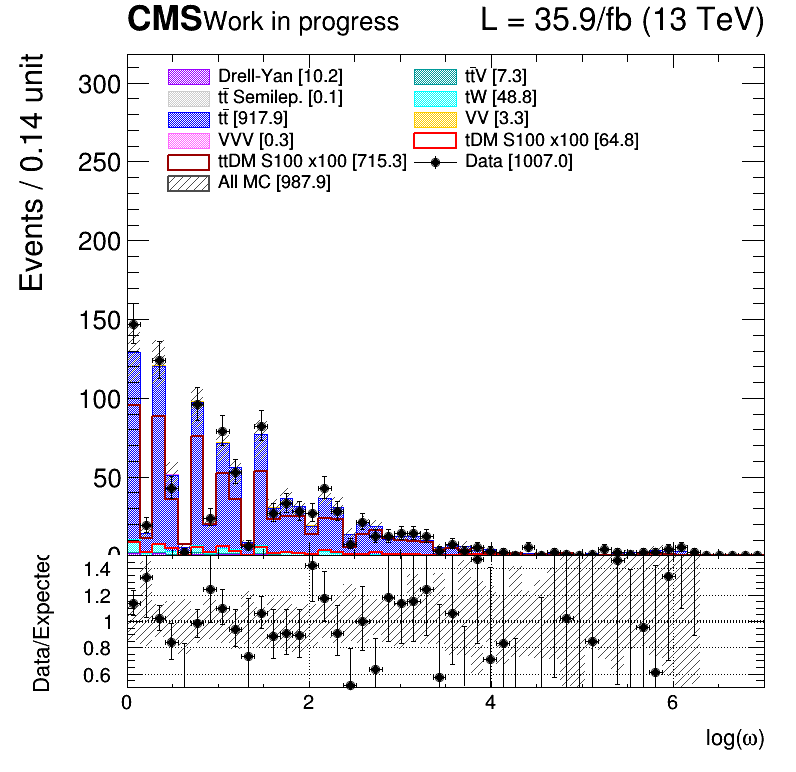 CMS Work in progress L = 35.9/fb (13 TeV)
Events / 0.14 unit
300
250
200
150
100
50
0
Drell-Yan [10.2]
tt̄ Semilep. [0.1]
tt̄ [917.9]
VVV [0.3]
ttDM S100 x100 [715.3]
All MC [987.9]
tt̄V [7.3]
tW [48.8]
VV [3.3]
tDM S100 x100 [64.8]
Data [1007.0]
Data/Expected
1.4
1.2
1
0.8
0.6
0 2 4 6
log(ω)